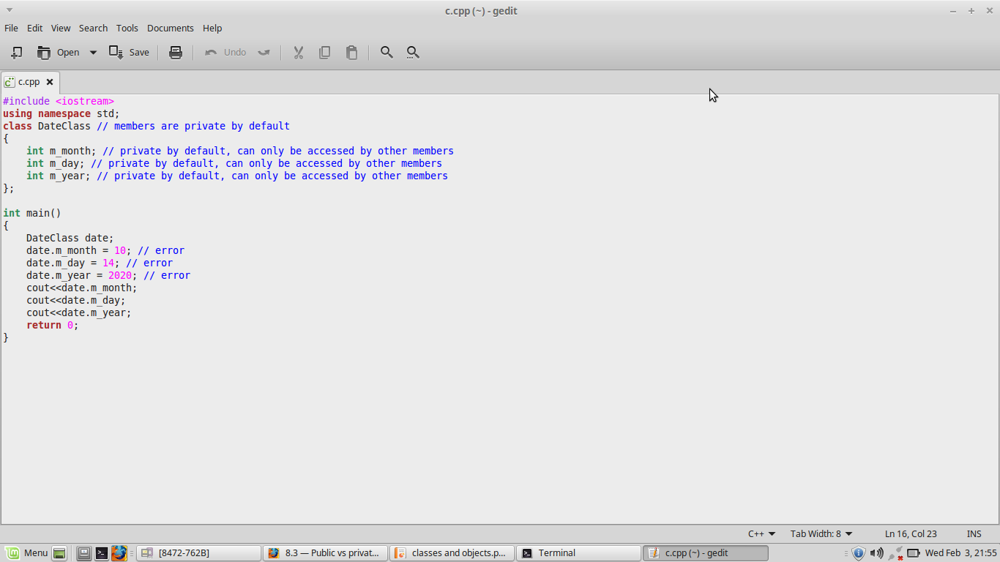 c.cpp (~) - gedit
File Edit View Search Tools Documents Help
Open Save Undo
c.cpp
#include <iostream>
using namespace std;
class DateClass // members are private by default
{
    int m_month; // private by default, can only be accessed by other members
    int m_day; // private by default, can only be accessed by other members
    int m_year; // private by default, can only be accessed by other members
};
int main()
{
    DateClass date;
    date.m_month = 10; // error
    date.m_day = 14; // error
    date.m_year = 2020; // error
    cout<<date.m_month;
    cout<<date.m_day;
    cout<<date.m_year;
    return 0;
}
C++ Tab Width: 8 Ln 16, Col 23 INS
Menu [8472-762B] 8.3 — Public vs privat... classes and objects.p... Terminal c.cpp (~) - gedit Wed Feb 3, 21:55